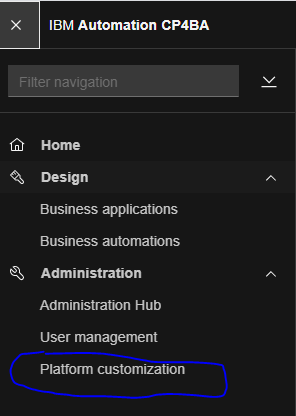 IBM Automation CP4BA
Filter navigation
Home
Design
Business applications
Business automations
Administration
Administration Hub
User management
Platform customization